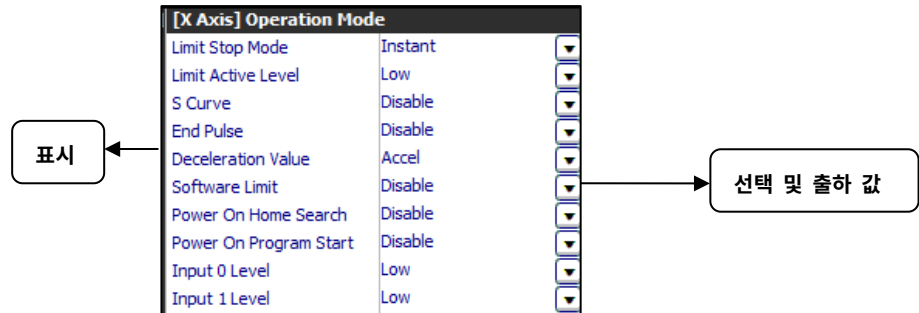 [X Axis] Operation Mode
Limit Stop Mode Instant
Limit Active Level Low
S Curve Disable
End Pulse Disable
Deceleration Value Accel
Software Limit Disable
Power On Home Search Disable
Power On Program Start Disable
Input 0 Level Low
Input 1 Level Low
표시
선택 및 출하 값